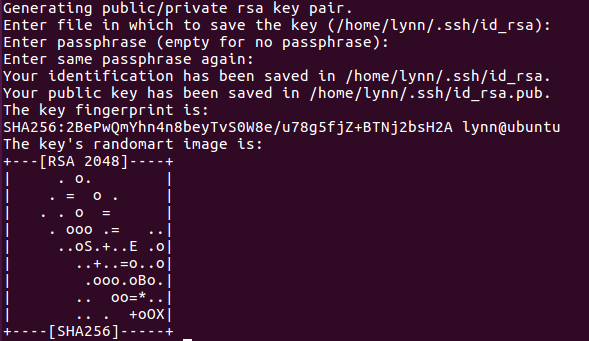 Generating public/private rsa key pair.
Enter file in which to save the key (/home/lynn/.ssh/id_rsa):
Enter passphrase (empty for no passphrase):
Enter same passphrase again:
Your identification has been saved in /home/lynn/.ssh/id_rsa.
Your public key has been saved in /home/lynn/.ssh/id_rsa.pub.
The key fingerprint is:
SHA256:2BePwQmYhn4n8beyTvS0W8e/u78g5fjZ+BTNj2bsH2A lynn@ubuntu
The key's randomart image is:
+---[RSA 2048]----+
|      . o.       |
|     . =  o .    |
|    . . o  =     |
|     . ooo .=   ..|
|      ..oS.+..E .o|
|        ..+..=o..o|
|         .ooo.oBo.|
|        ..  oo=*..|
|        .. .  +oOX|
+----[SHA256]-----+